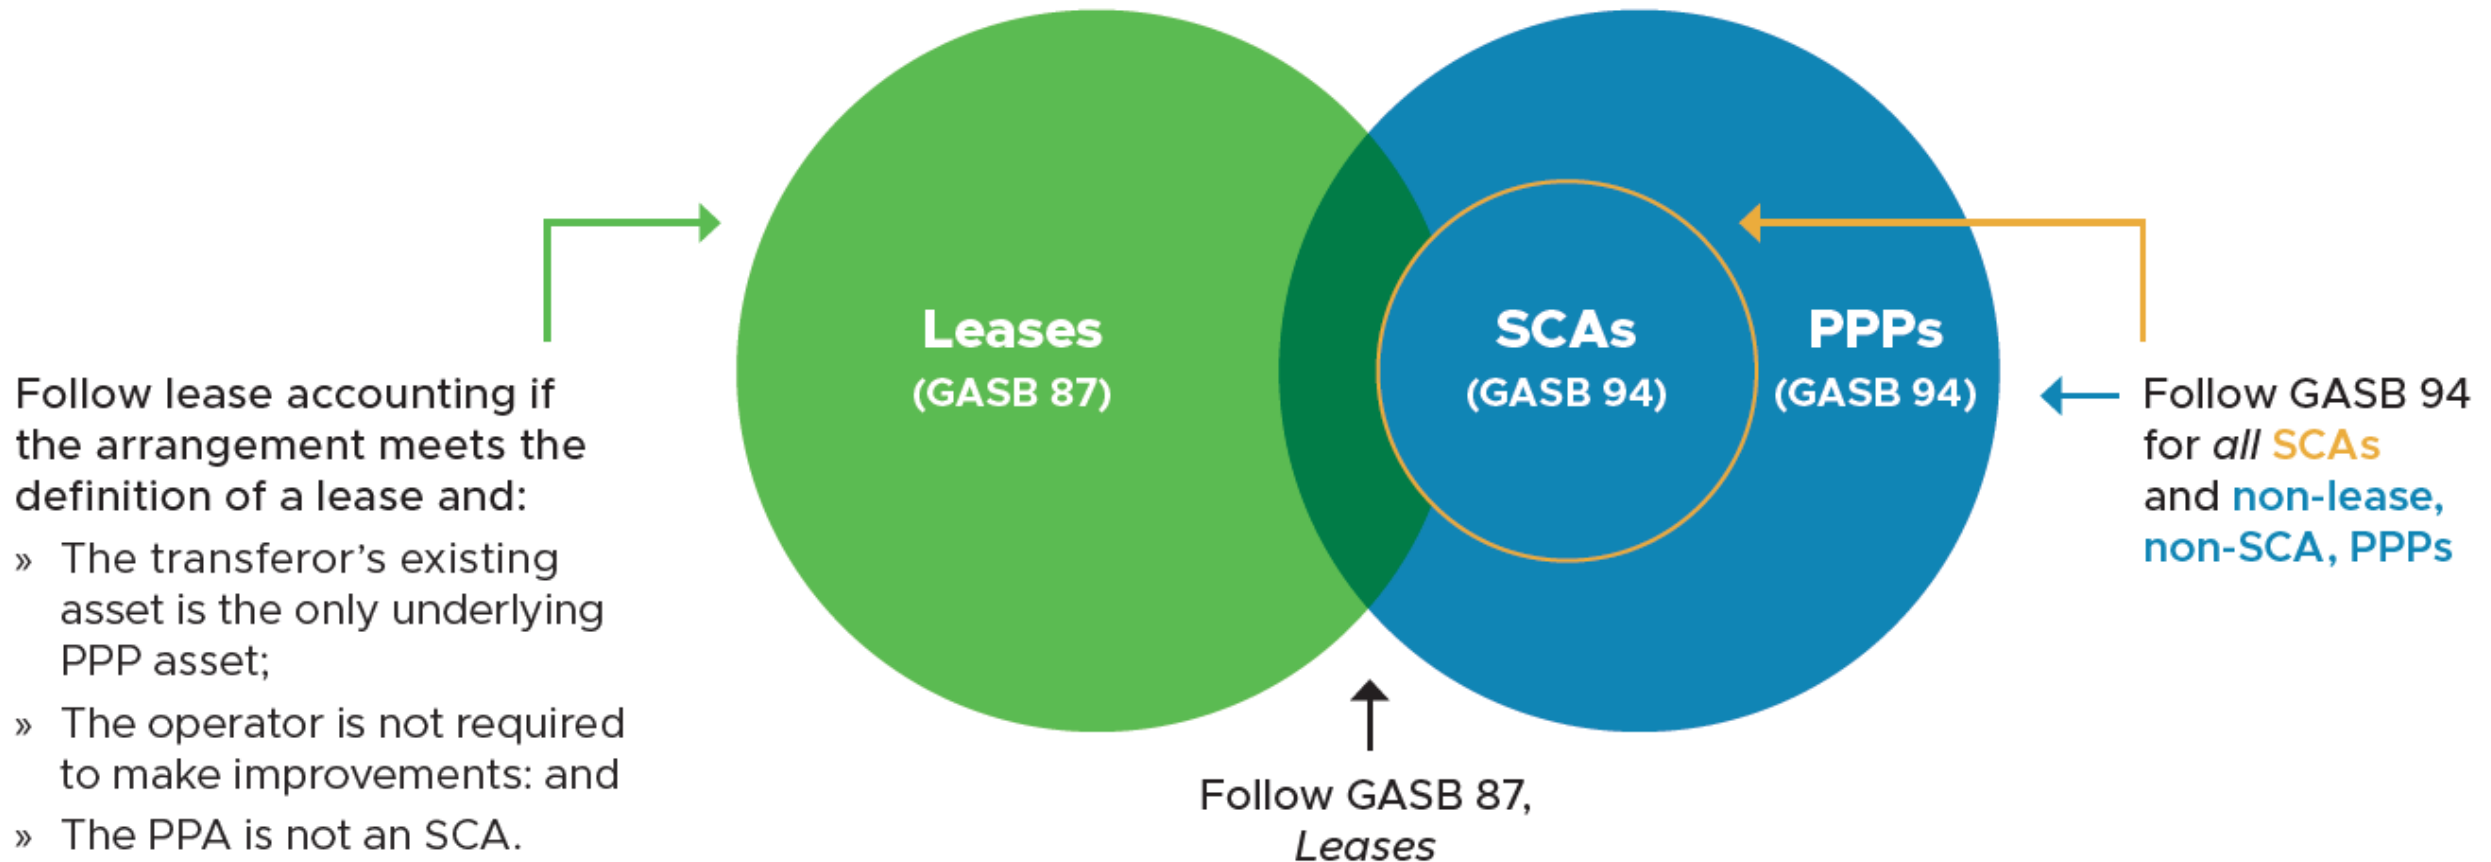 Leases
(GASB 87)
SCAs
(GASB 94)
PPPs
(GASB 94)
Follow lease accounting if
the arrangement meets the
definition of a lease and:
» The transferor’s existing
asset is the only underlying
PPP asset;
» The operator is not required
to make improvements: and
» The PPA is not an SCA.
Follow GASB 94
for all SCAs
and non-lease,
non-SCA, PPPs
Follow GASB 87,
Leases